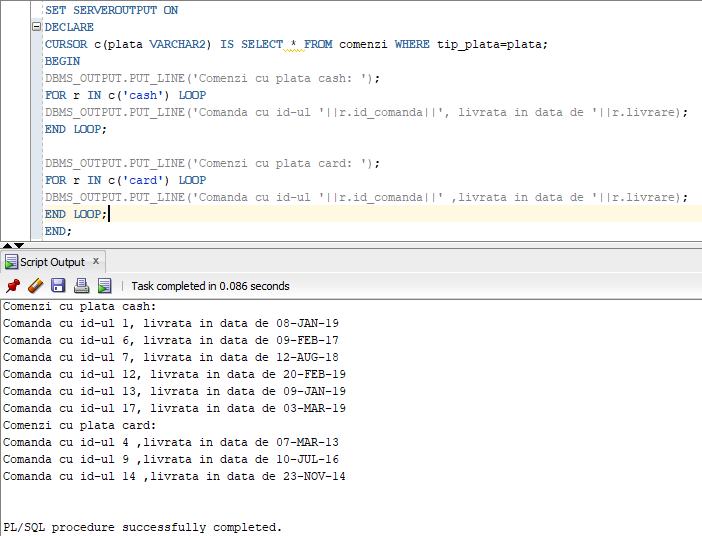 SET SERVEROUTPUT ON
DECLARE
CURSOR c(plata VARCHAR2) IS SELECT * FROM comenzi WHERE tip_plata=plata;
BEGIN
DBMS_OUTPUT.PUT_LINE('Comenzi cu plata cash: ');
FOR r IN c('cash') LOOP
DBMS_OUTPUT.PUT_LINE('Comanda cu id-ul '||r.id_comanda||', livrata in data de '||r.livrare);
END LOOP;

DBMS_OUTPUT.PUT_LINE('Comenzi cu plata card: ');
FOR r IN c('card') LOOP
DBMS_OUTPUT.PUT_LINE('Comanda cu id-ul '||r.id_comanda||' ,livrata in data de '||r.livrare);
END LOOP;
END;
Script Output x
Task completed in 0.086 seconds
Comenzi cu plata cash:
Comanda cu id-ul 1, livrata in data de 08-JAN-19
Comanda cu id-ul 6, livrata in data de 09-FEB-17
Comanda cu id-ul 7, livrata in data de 12-AUG-18
Comanda cu id-ul 12, livrata in data de 20-FEB-19
Comanda cu id-ul 13, livrata in data de 09-JAN-19
Comanda cu id-ul 17, livrata in data de 03-MAR-19
Comenzi cu plata card:
Comanda cu id-ul 4 ,livrata in data de 07-MAR-13
Comanda cu id-ul 9 ,livrata in data de 10-JUL-16
Comanda cu id-ul 14 ,livrata in data de 23-NOV-14

PL/SQL procedure successfully completed.